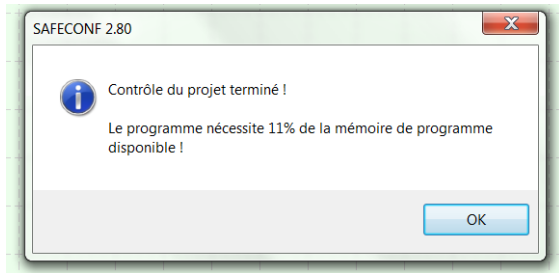 SAFECONF 2.80
Contrôle du projet terminé !
Le programme nécessite 11% de la mémoire de programme
disponible !
OK